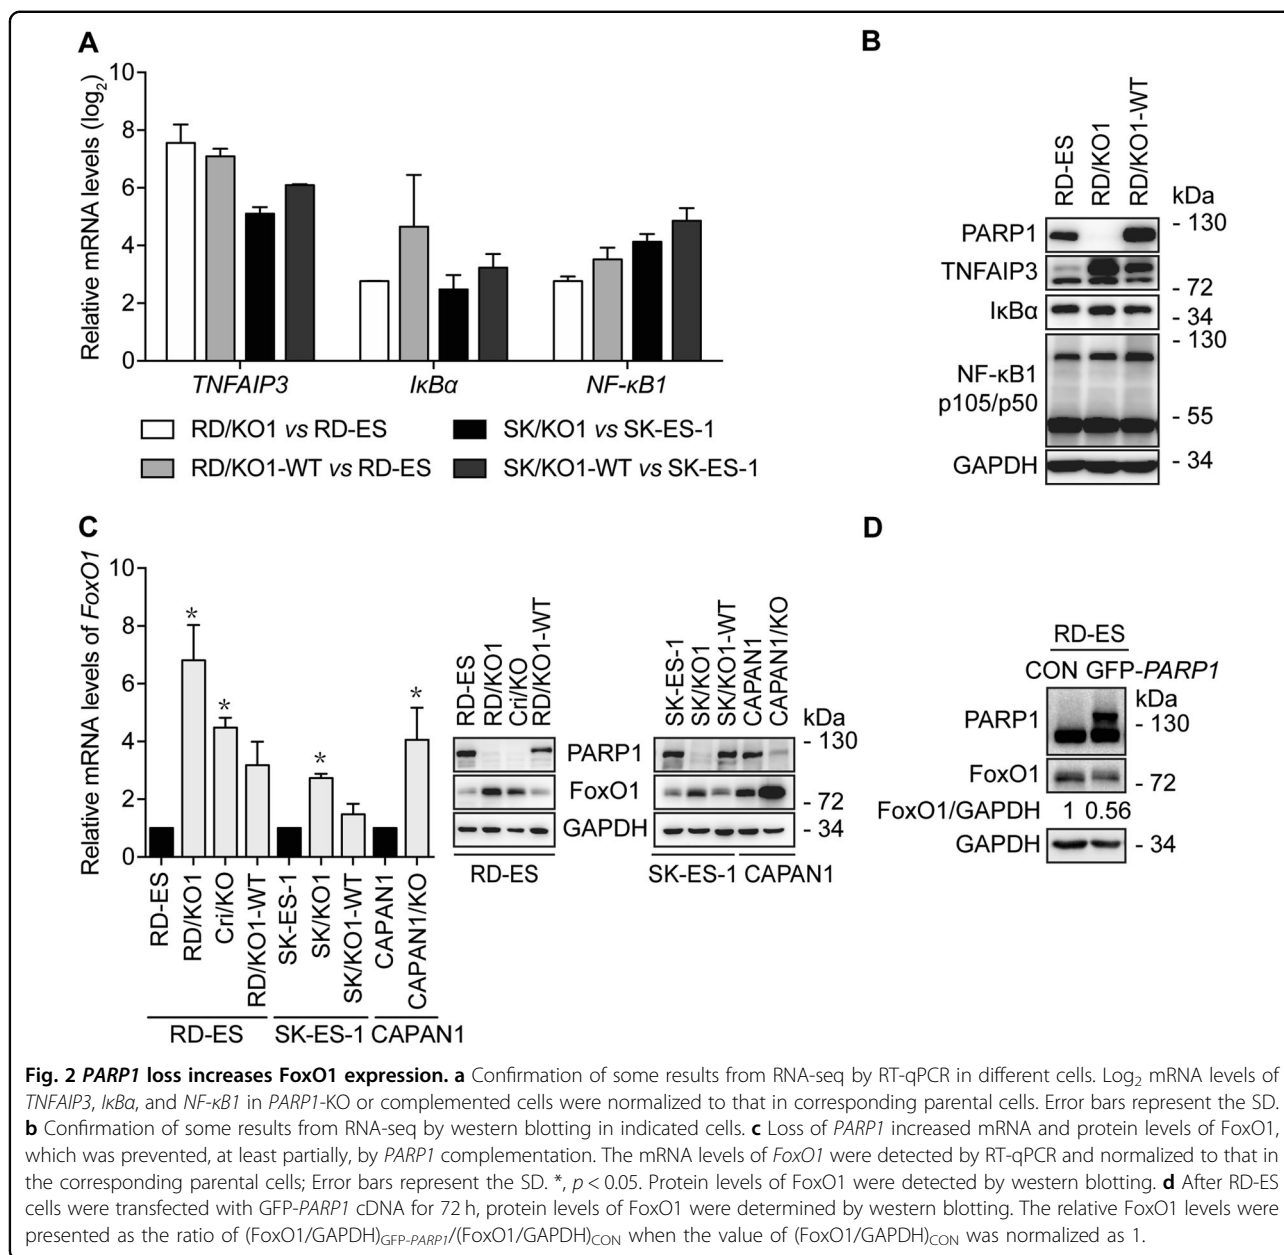 A
Relative mRNA levels (log2)
10
8
6
4
2
0
TNFAIP3 IκBα NF-κB1
RD/KO1 vs RD-ES
SK/KO1 vs SK-ES-1
RD/KO1-WT vs RD-ES
SK/KO1-WT vs SK-ES-1
B
RD-ES
RD/KO1
RD/KO1-WT
kDa
PARP1
- 130
TNFAIP3
- 72
IκBα
- 34
- 130
NF-κB1
p105/p50
- 55
GAPDH
- 34
C
Relative mRNA levels of FoxO1
10
8
6
4
2
0
*
*
*
*
RD-ES
RD/KO1
Cri/KO
RD/KO1-WT
SK-ES-1
SK/KO1
SK/KO1-WT
CAPAN1
CAPAN1/KO
RD-ES SK-ES-1 CAPAN1
RD-ES
RD/KO1
Cri/KO
RD/KO1-WT
SK-ES-1
SK/KO1
SK/KO1-WT
CAPAN1
CAPAN1/KO
kDa
PARP1
- 130
FoxO1
- 72
GAPDH
- 34
RD-ES
SK-ES-1 CAPAN1
D
RD-ES
CON GFP-PARP1
kDa
PARP1
- 130
FoxO1
- 72
FoxO1/GAPDH 1 0.56
GAPDH
- 34
Fig. 2 PARP1 loss increases FoxO1 expression. a Confirmation of some results from RNA-seq by RT-qPCR in different cells. Log2 mRNA levels of
TNFAIP3, IκBα, and NF-κB1 in PARP1-KO or complemented cells were normalized to that in corresponding parental cells. Error bars represent the SD.
b Confirmation of some results from RNA-seq by western blotting in indicated cells. c Loss of PARP1 increased mRNA and protein levels of FoxO1,
which was prevented, at least partially, by PARP1 complementation. The mRNA levels of FoxO1 were detected by RT-qPCR and normalized to that in
the corresponding parental cells; Error bars represent the SD. *, p < 0.05. Protein levels of FoxO1 were detected by western blotting. d After RD-ES
cells were transfected with GFP-PARP1 cDNA for 72 h, protein levels of FoxO1 were determined by western blotting. The relative FoxO1 levels were
presented as the ratio of (FoxO1/GAPDH)GFP-PARP1/(FoxO1/GAPDH)CON when the value of (FoxO1/GAPDH)CON was normalized as 1.